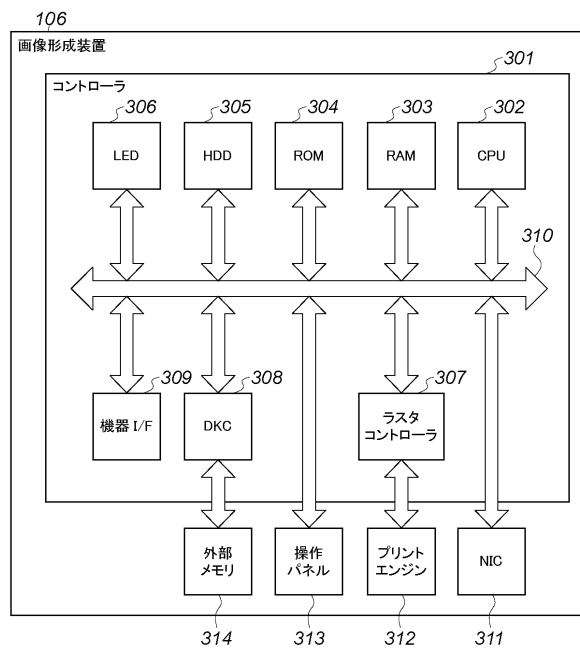 106
画像形成装置
301
コントローラ
306
305
304
303
302
LED
HDD
ROM
RAM
CPU
310
309
308
307
機器 I/F
DKC
ラスタ
コントローラ
外部
メモリ
操作
パネル
プリント
エンジン
NIC
314
313
312
311